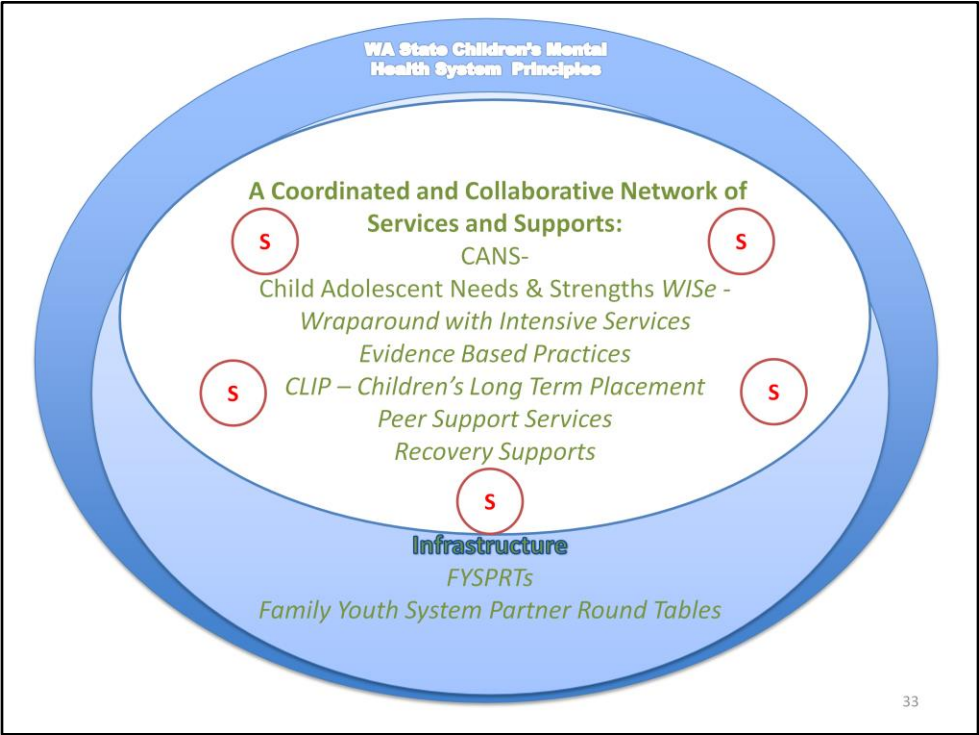 WA State Children's Mental
Health System Principles
A Coordinated and Collaborative Network of
Services and Supports:
S
S
CANS-
Child Adolescent Needs & Strengths WISe -
Wraparound with Intensive Services
Evidence Based Practices
S
CLIP – Children's Long Term Placement
S
Peer Support Services
Recovery Supports
S
Infrastructure
FYSPRTs
Family Youth System Partner Round Tables
33